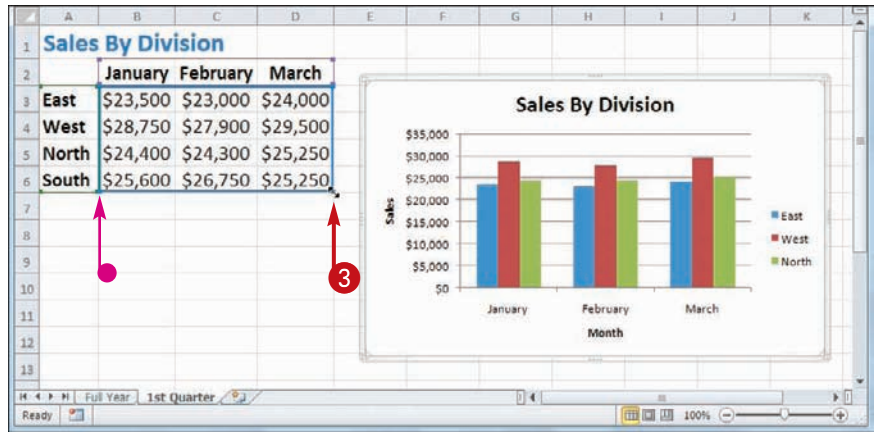 A B C D E F G H I J K
1 Sales By Division
2 January February March
3 East $23,500 $23,000 $24,000
4 West $28,750 $27,900 $29,500
5 North $24,400 $24,300 $25,250
6 South $25,600 $26,750 $25,250
7
8
9
10
11
12
13
3
Sales By Division
$35,000
$30,000
$25,000
$20,000
$15,000
$10,000
$5,000
$0
Sales
January February March
Month
East
West
North
Full Year 1st Quarter
Ready 100%